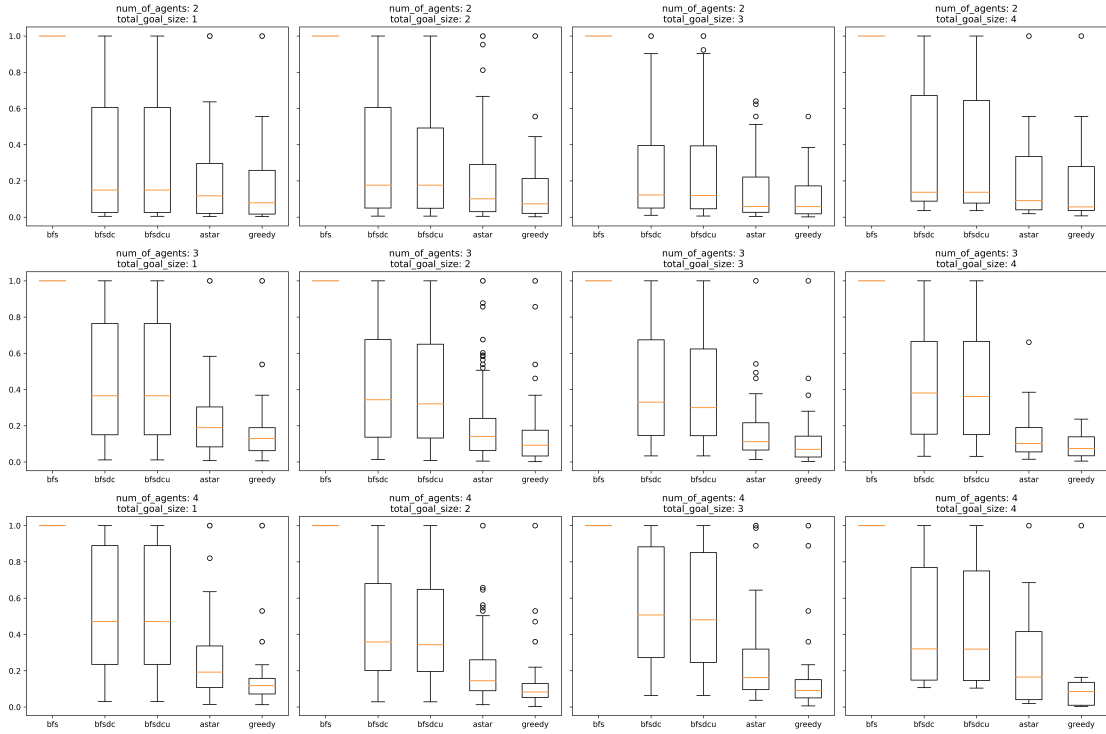 num_of_agents: 2
total_goal_size: 1
num_of_agents: 2
total_goal_size: 2
num_of_agents: 2
total_goal_size: 3
num_of_agents: 2
total_goal_size: 4
1.0
0.8
0.6
0.4
0.2
0.0
bfs bfsdc bfsdcu astar greedy
bfs bfsdc bfsdcu astar greedy
bfs bfsdc bfsdcu astar greedy
bfs bfsdc bfsdcu astar greedy
num_of_agents: 3
total_goal_size: 1
num_of_agents: 3
total_goal_size: 2
num_of_agents: 3
total_goal_size: 3
num_of_agents: 3
total_goal_size: 4
1.0
0.8
0.6
0.4
0.2
0.0
bfs bfsdc bfsdcu astar greedy
bfs bfsdc bfsdcu astar greedy
bfs bfsdc bfsdcu astar greedy
bfs bfsdc bfsdcu astar greedy
num_of_agents: 4
total_goal_size: 1
num_of_agents: 4
total_goal_size: 2
num_of_agents: 4
total_goal_size: 3
num_of_agents: 4
total_goal_size: 4
1.0
0.8
0.6
0.4
0.2
0.0
bfs bfsdc bfsdcu astar greedy
bfs bfsdc bfsdcu astar greedy
bfs bfsdc bfsdcu astar greedy
bfs bfsdc bfsdcu astar greedy